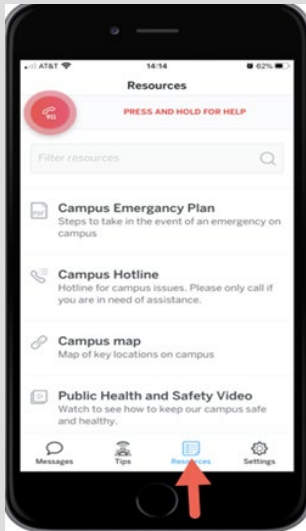 AT&T 14:14 62%
Resources
911 PRESS AND HOLD FOR HELP
Filter resources
PDF Campus Emergancy Plan
Steps to take in the event of an emergency on
campus
Campus Hotline
Hotline for campus issues. Please only call if
you are in need of assistance.
Campus map
Map of key locations on campus
Public Health and Safety Video
Watch to see how to keep our campus safe
and healthy.
Messages Tips Resources Settings